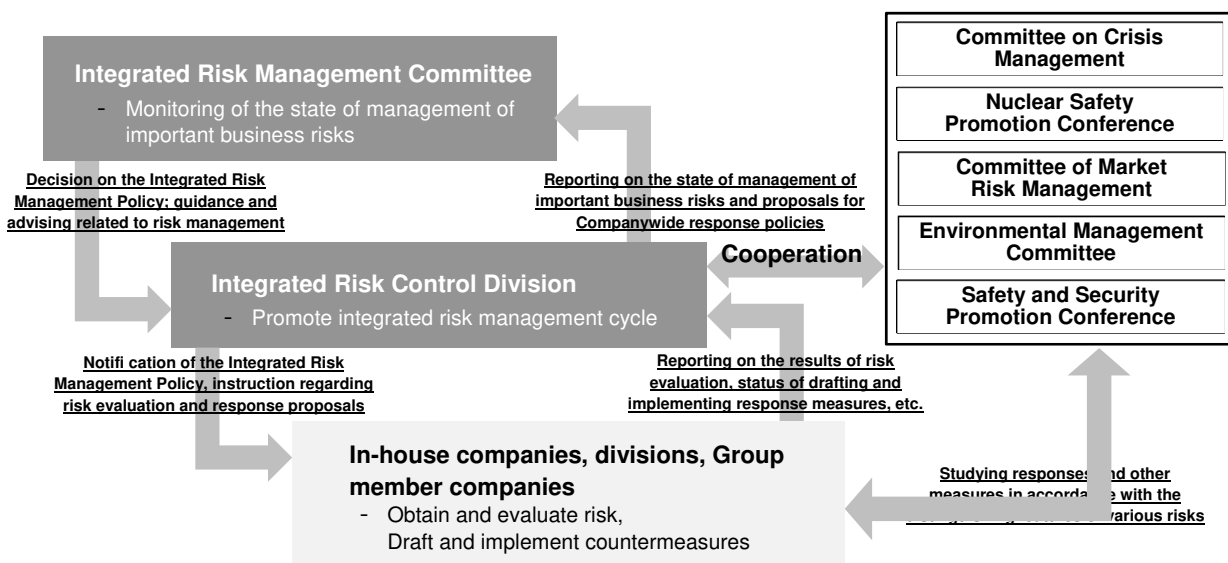 Integrated Risk Management Committee
- Monitoring of the state of management of
important business risks
Decision on the Integrated Risk
Management Policy; guidance and
advising related to risk management
Reporting on the state of management of
important business risks and proposals for
Companywide response policies
Committee on Crisis
Management
Nuclear Safety
Promotion Conference
Committee of Market
Risk Management
Environmental Management
Committee
Safety and Security
Promotion Conference
Cooperation
Integrated Risk Control Division
- Promote integrated risk management cycle
Notifi cation of the Integrated Risk
Management Policy, instruction regarding
risk evaluation and response proposals
Reporting on the results of risk
evaluation, status of drafting and
implementing response measures, etc.
In-house companies, divisions, Group
member companies
- Obtain and evaluate risk,
Draft and implement countermeasures
Studying responses and other
measures in accordance with the
various risks